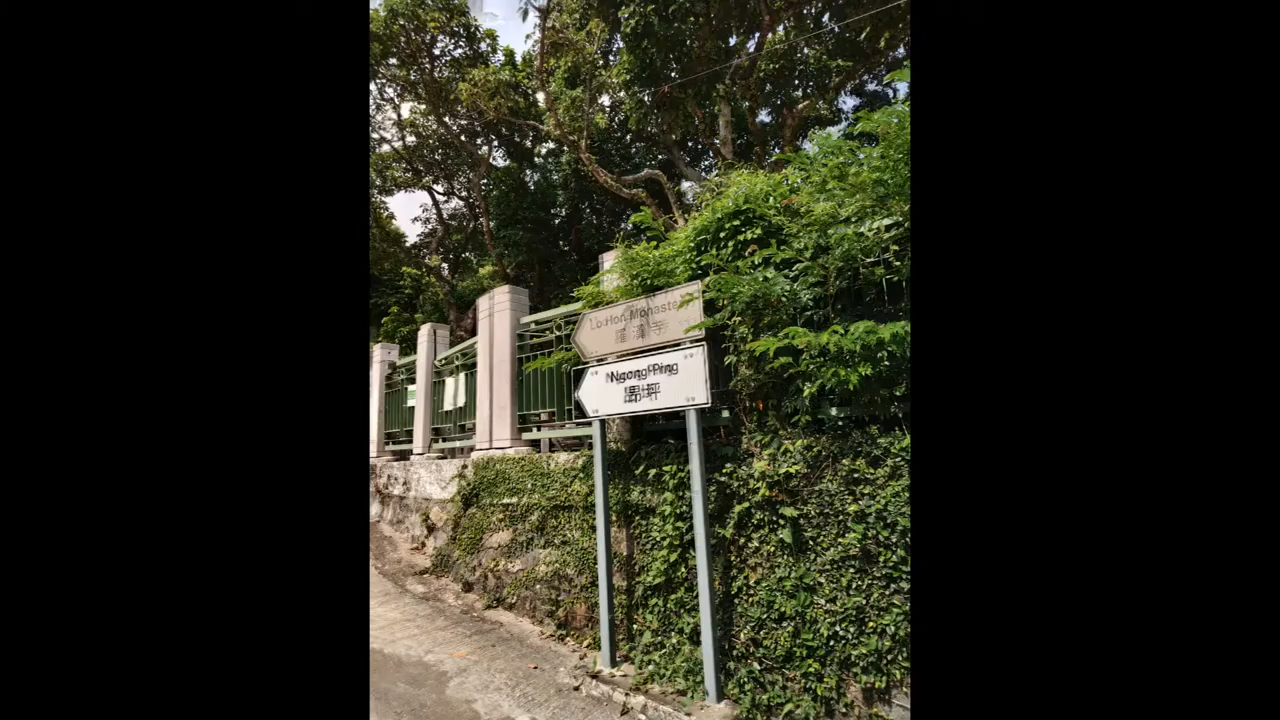 Lo Hon Monastery
羅漢寺
Ngong Ping
昂坪